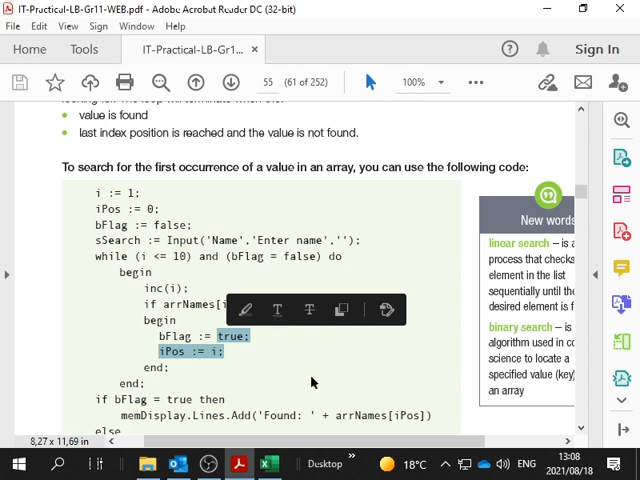 IT-Practical-LB-Gr11-WEB.pdf - Adobe Acrobat Reader DC (32-bit)
File Edit View Sign Window Help
Home Tools IT-Practical-LB-Gr1... × Sign In
55 (61 of 252) 100%
value is found
last index position is reached and the value is not found.
To search for the first occurrence of a value in an array, you can use the following code:
i := 1;
iPos := 0;
bFlag := false;
sSearch := Input('Name','Enter name','');
while (i <= 10) and (bFlag = false) do
begin
inc(i);
if arrNames[i
begin
bFlag := true;
iPos := i;
end;
end;
if bFlag = true then
memDisplay.Lines.Add('Found: ' + arrNames[iPos])
else
New words
linear search – is a
process that checks
element in the list
sequentially until the
desired element is f
binary search – is
algorithm used in co
science to locate a
specified value (key)
an array
8,27 x 11,69 in
Desktop 18°C ENG 13:08
2021/08/18